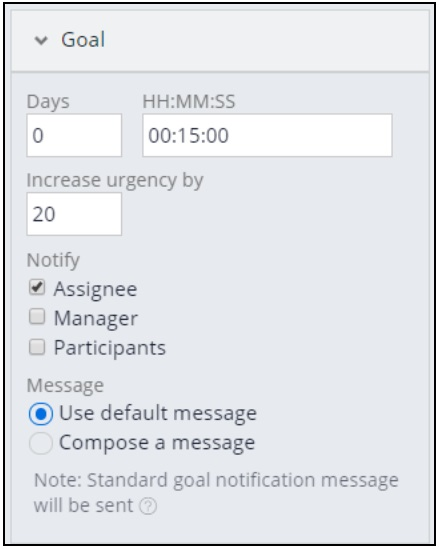 Goal
Days HH:MM:SS
0 00:15:00
Increase urgency by
20
Notify
Assignee
Manager
Participants
Message
Use default message
Compose a message
Note: Standard goal notification message
will be sent ?